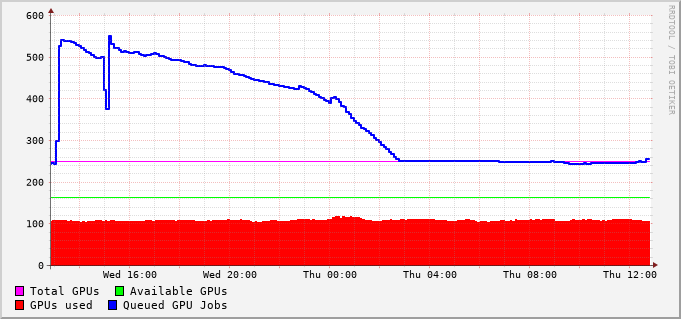 600
500
400
300
200
100
0
Wed 16:00 Wed 20:00 Thu 00:00 Thu 04:00 Thu 08:00 Thu 12:00
Total GPUs Available GPUs
GPUs used Queued GPU Jobs
RRDTOOL / TOBI OETIKER